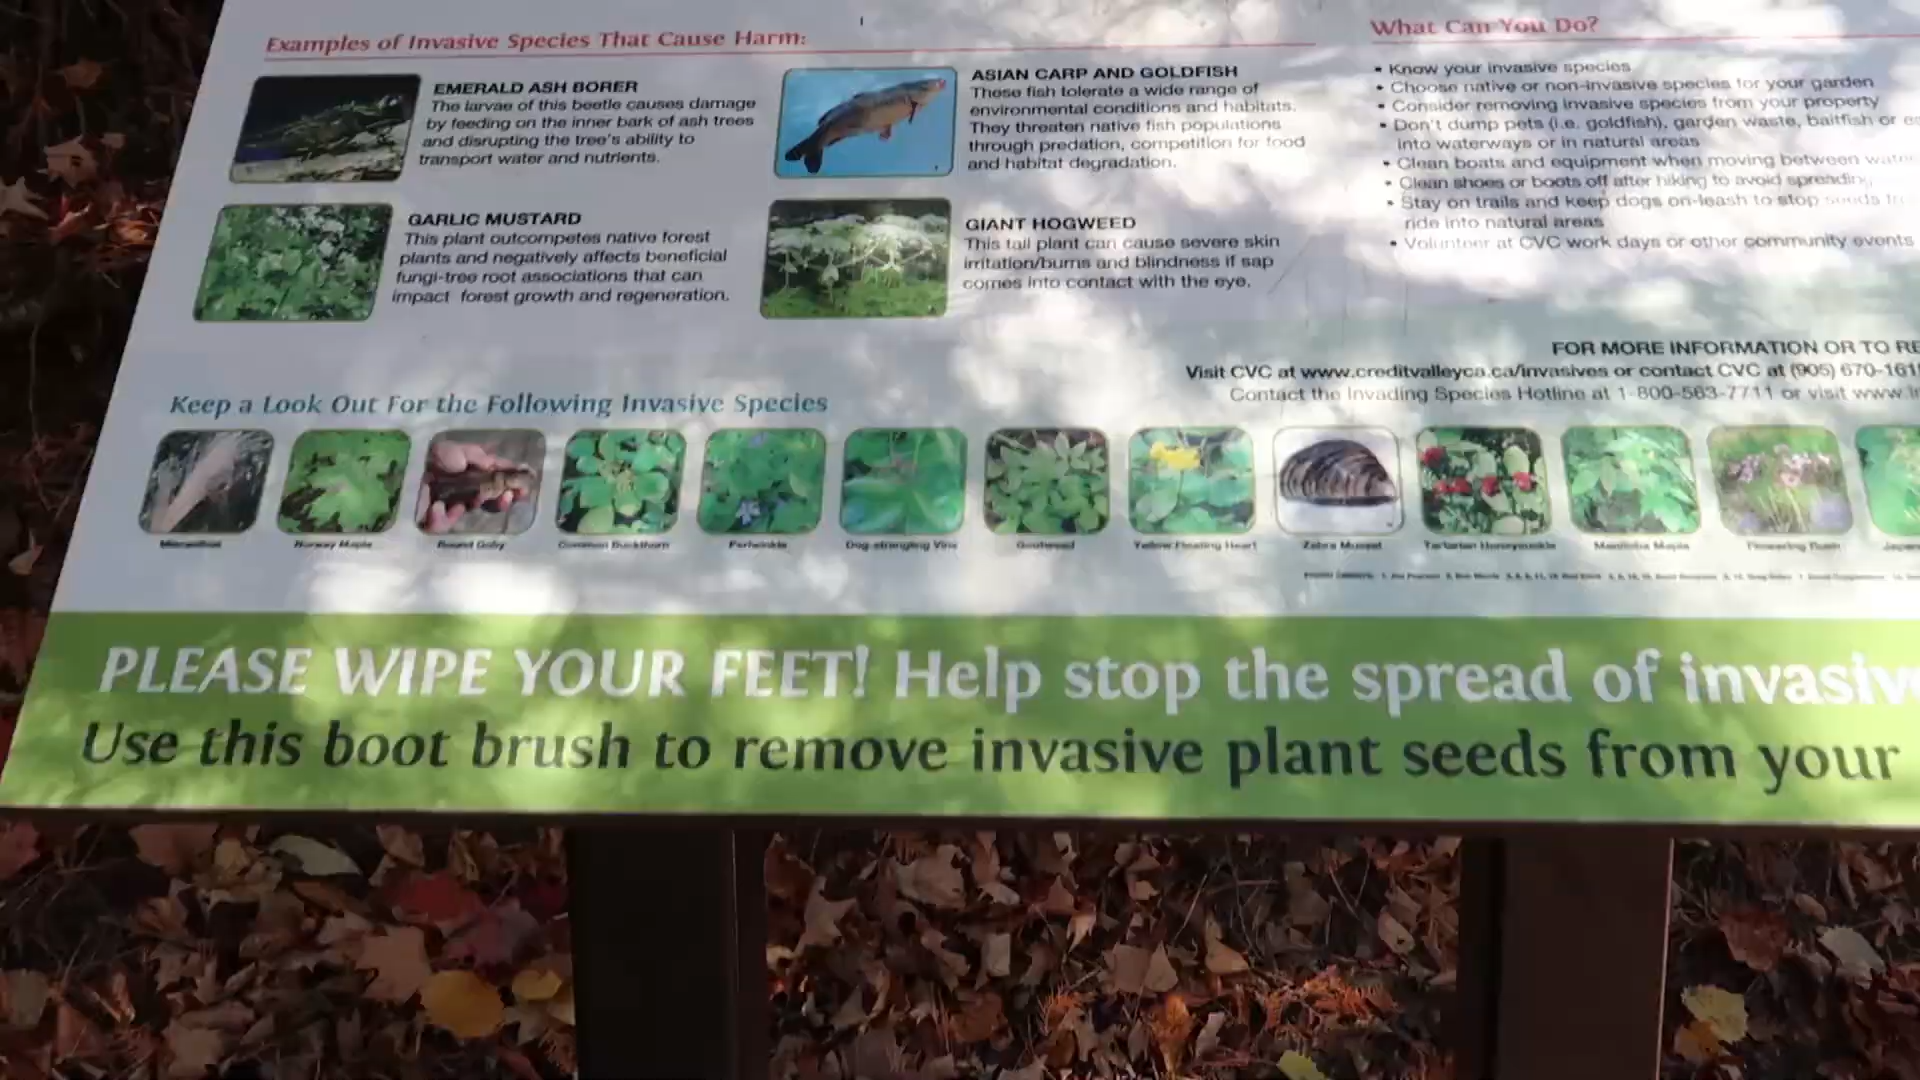 Examples of Invasive Species That Cause Harm:
EMERALD ASH BORER
The larvae of this beetle causes damage
by feeding on the inner bark of ash trees
and disrupting the tree's ability to
transport water and nutrients.
GARLIC MUSTARD
This plant outcompetes native forest
plants and negatively affects beneficial
fungi-tree root associations that can
impact forest growth and regeneration.
ASIAN CARP AND GOLDFISH
These fish tolerate a wide range of
environmental conditions and habitats.
They threaten native fish populations
through predation, competition for food
and habitat degradation.
GIANT HOGWEED
This tall plant can cause severe skin
irritation/burns and blindness if sap
comes into contact with the eye.
What Can You Do?
• Know your invasive species
• Choose native or non-invasive species for your garden
• Consider removing invasive species from your property
• Don't dump pets (i.e. goldfish), garden waste, baitfish or
into waterways or in natural areas
• Clean boats and equipment when moving between
• Clean shoes or boots off after hiking to avoid spreading
• Stay on trails and keep dogs on-leash to stop seeds
ride into natural areas
• Volunteer at CVC work days or other community events
FOR MORE INFORMATION OR TO RE
Visit CVC at www.creditvalleyca.ca/invasives or contact CVC at (905) 670-161
Contact the Invading Species Hotline at 1-800-563-7711 or visit www.
Keep a Look Out For the Following Invasive Species
Miscanthus
Norway Maple
Round Goby
Common Buckthorn
Periwinkle
Dog-strangling Vine
Goutweed
Yellow Floating Heart
Zebra Mussel
Tartarian Honeysuckle
Manitoba Maple
Flowering Rush
PLEASE WIPE YOUR FEET! Help stop the spread of invasiv
Use this boot brush to remove invasive plant seeds from your